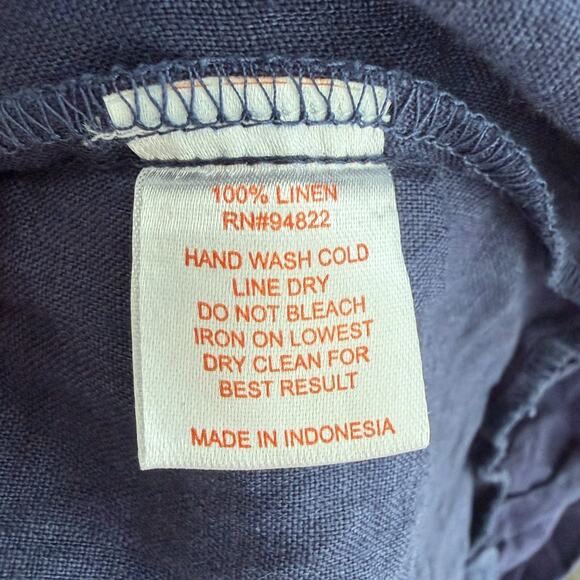 100% LINEN
RN#94822
HAND WASH COLD
LINE DRY
DO NOT BLEACH
IRON ON LOWEST
DRY CLEAN FOR
BEST RESULT
MADE IN INDONESIA